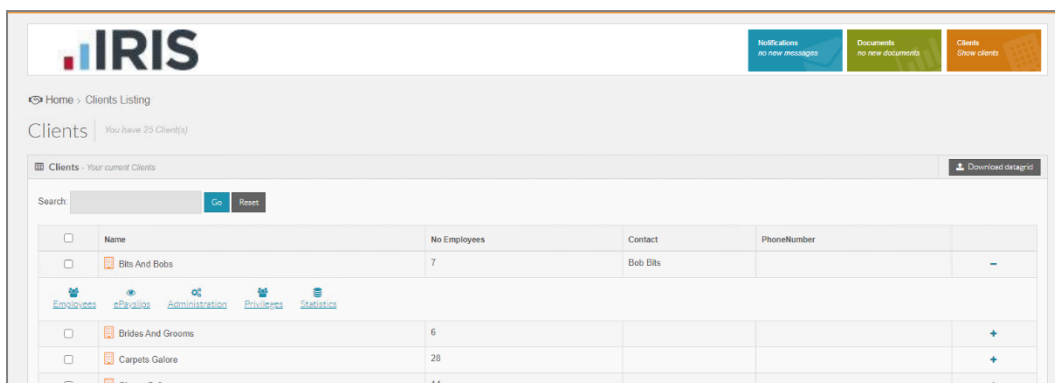 IRIS
Notifications
no new messages
Documents
no new documents
Clients
Show clients
Home > Clients Listing
Clients You have 25 Client(s)
Clients - Your current Clients Download datagrid
Search: Go Reset
Name No Employees Contact PhoneNumber
Bits And Bobs 7 Bob Bits
Employees ePayslips Administration Privileges Statistics
Brides And Grooms 6
Carpets Galore 28